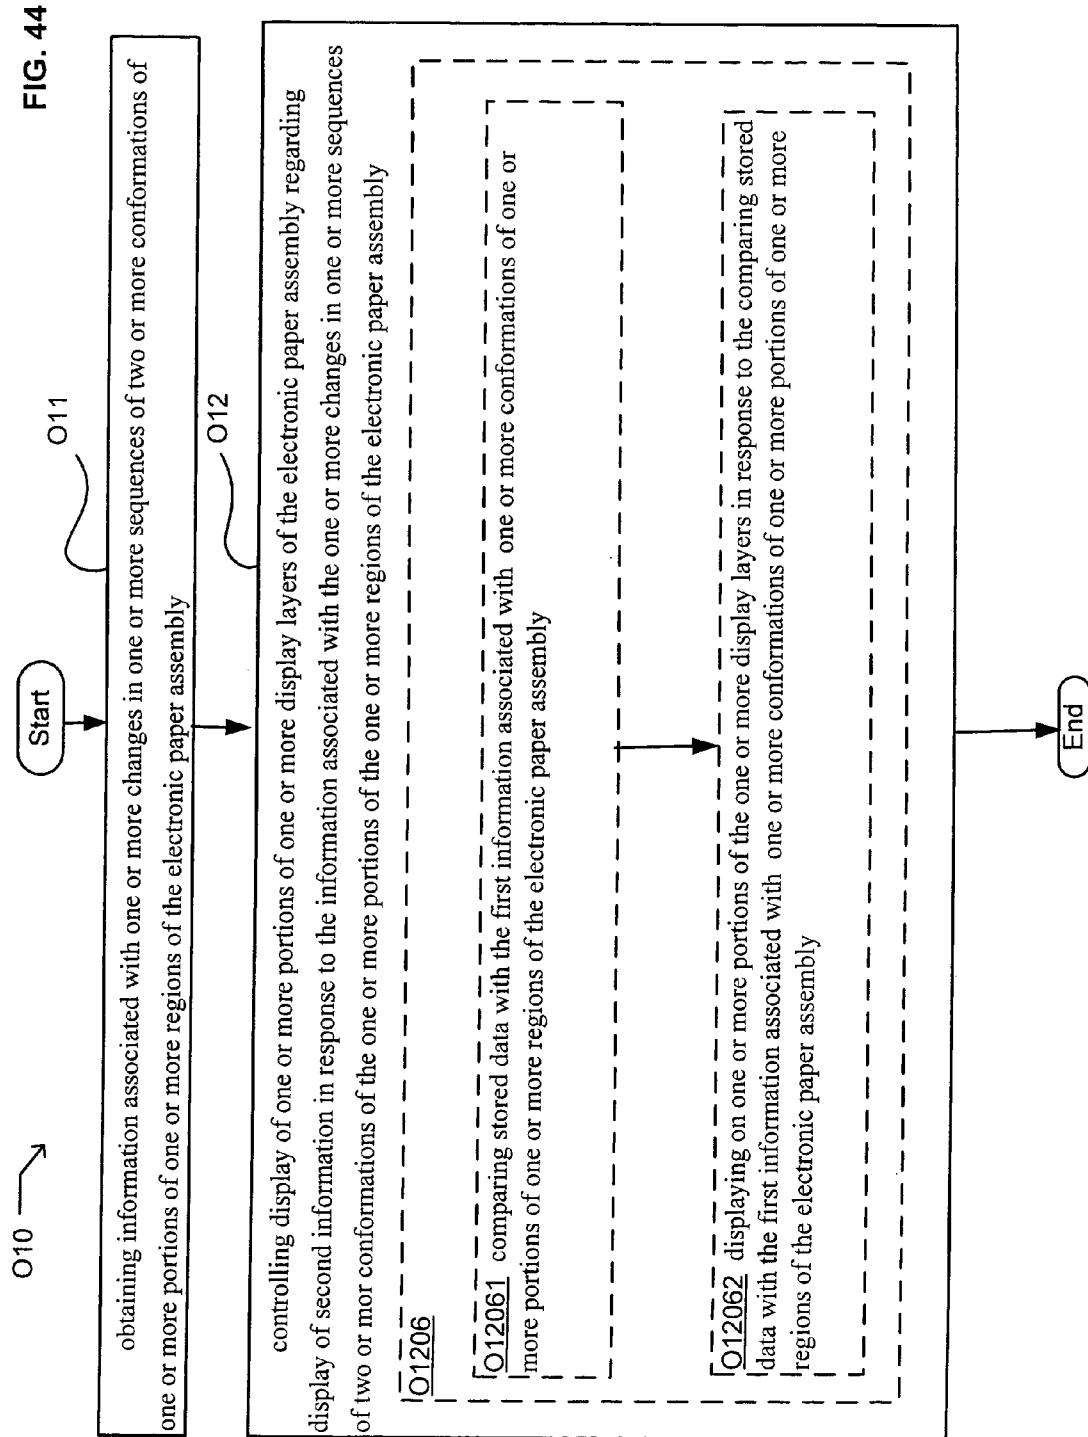 FIG. 44
O10
Start
O11
obtaining information associated with one or more changes in one or more sequences of two or more conformations of
one or more portions of one or more regions of the electronic paper assembly
O12
controlling display of one or more portions of one or more display layers of the electronic paper assembly regarding
display of second information in response to the information associated with the one or more changes in one or more sequences
of two or mor conformations of the one or more portions of the one or more regions of the electronic paper assembly
O1206
O12061 comparing stored data with the first information associated with one or more conformations of one or
more portions of one or more regions of the electronic paper assembly
O12062 displaying on one or more portions of the one or more display layers in response to the comparing stored
data with the first information associated with one or more conformations of one or more portions of one or more
regions of the electronic paper assembly
End